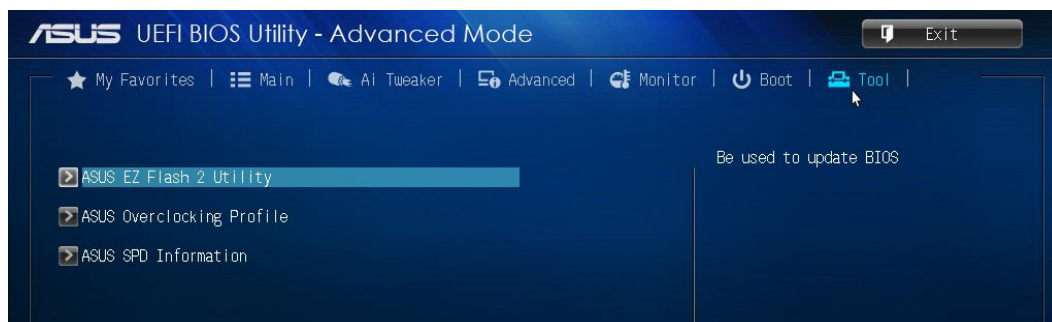 ASUS UEFI BIOS Utility - Advanced Mode
Exit
My Favorites | Main | Ai Tweaker | Advanced | Monitor | Boot | Tool |
Be used to update BIOS
ASUS EZ Flash 2 Utility
ASUS Overclocking Profile
ASUS SPD Information